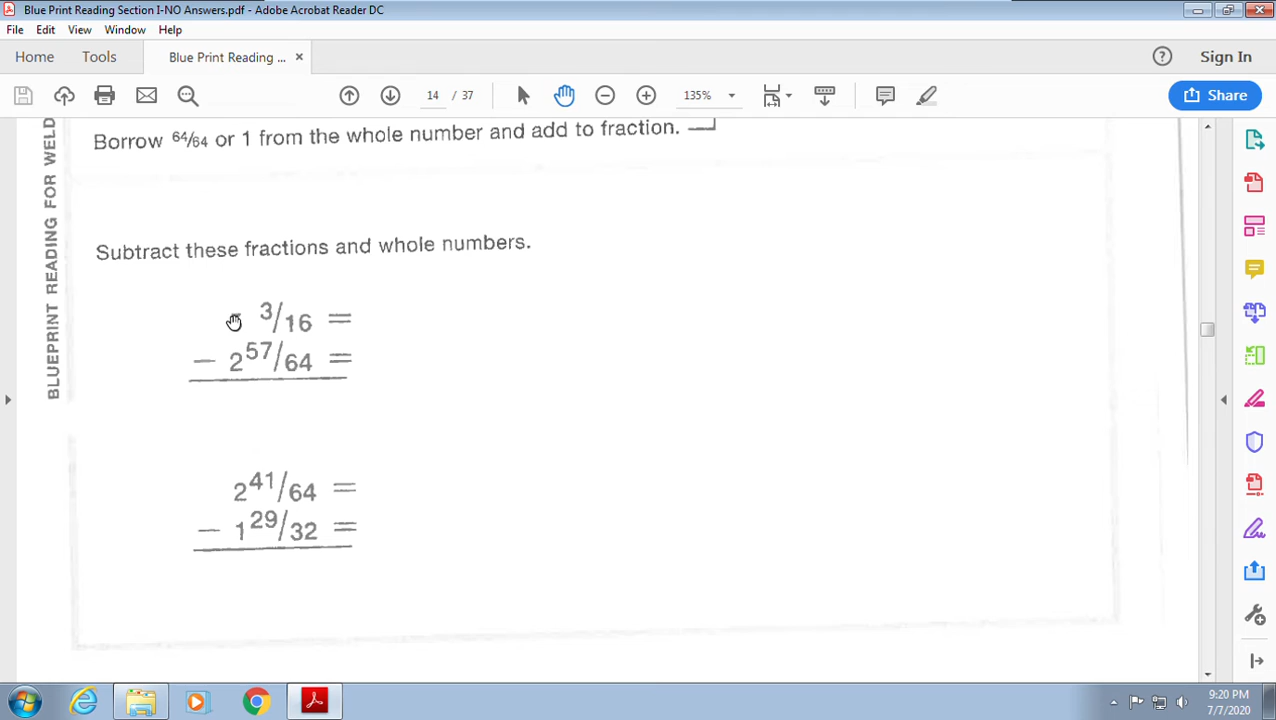 Blue Print Reading Section I-NO Answers.pdf - Adobe Acrobat Reader DC
File Edit View Window Help
Home Tools Blue Print Reading ... × ? Sign In
14 / 37 135% Share
BLUEPRINT READING FOR WELD
Borrow 64/64 or 1 from the whole number and add to fraction.
Subtract these fractions and whole numbers.
3/16 =
− 2 57/64 =
2 41/64 =
− 1 29/32 =
9:20 PM
7/7/2020